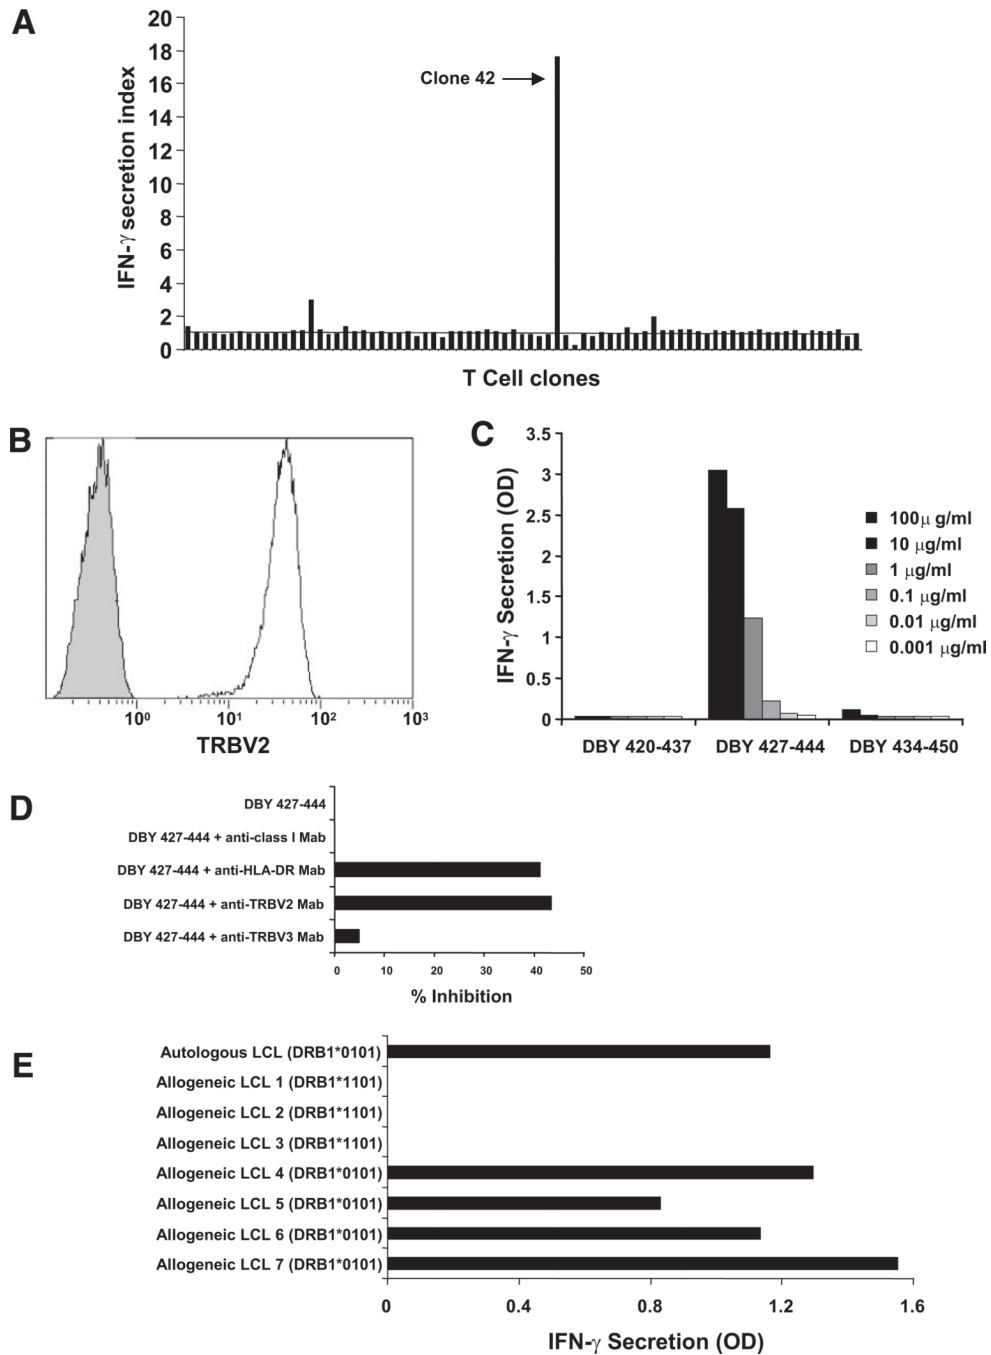 A
IFN-γ secretion index
20
18
16
14
12
10
8
6
4
2
0
Clone 42
T Cell clones
B
10⁰
10¹
10²
10³
TRBV2
C
IFN-γ Secretion (OD)
3.5
3
2.5
2
1.5
1
0.5
0
100μ g/ml
10 μg/ml
1 μg/ml
0.1 μg/ml
0.01 μg/ml
0.001 μg/ml
DBY 420-437 DBY 427-444 DBY 434-450
D
DBY 427-444
DBY 427-444 + anti-class I Mab
DBY 427-444 + anti-HLA-DR Mab
DBY 427-444 + anti-TRBV2 Mab
DBY 427-444 + anti-TRBV3 Mab
0 10 20 30 40 50
% Inhibition
E
Autologous LCL (DRB1*0101)
Allogeneic LCL 1 (DRB1*1101)
Allogeneic LCL 2 (DRB1*1101)
Allogeneic LCL 3 (DRB1*1101)
Allogeneic LCL 4 (DRB1*0101)
Allogeneic LCL 5 (DRB1*0101)
Allogeneic LCL 6 (DRB1*0101)
Allogeneic LCL 7 (DRB1*0101)
0 0.4 0.8 1.2 1.6
IFN-γ Secretion (OD)